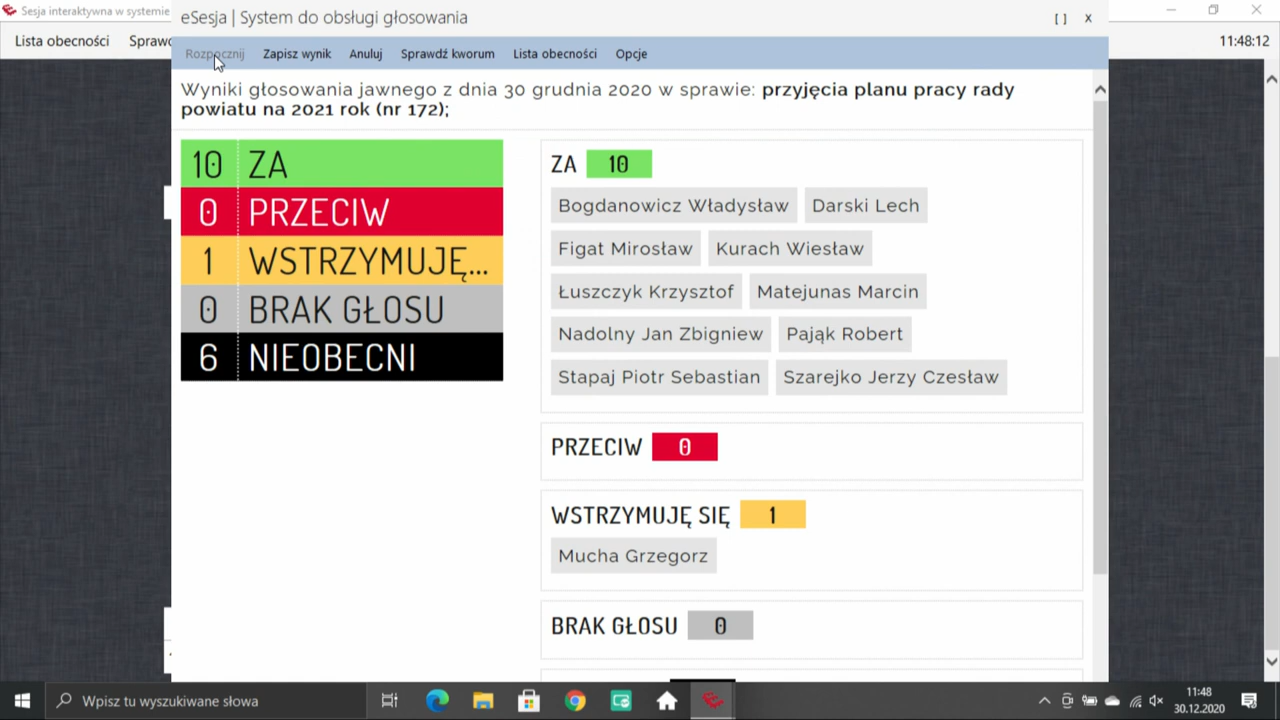 Sesja interaktywna w systemie
eSesja | System do obsługi głosowania
[ ] X
Lista obecności
Rozpocznij Zapisz wynik Anuluj Sprawdź kworum Lista obecności Opcje
11:48:12
Wyniki głosowania jawnego z dnia 30 grudnia 2020 w sprawie: przyjęcia planu pracy rady
powiatu na 2021 rok (nr 172);
10 ZA
0 PRZECIW
1 WSTRZYMUJĘ...
0 BRAK GŁOSU
6 NIEOBECNI
ZA 10
Bogdanowicz Władysław Darski Lech
Figat Mirosław Kurach Wiesław
Łuszczyk Krzysztof Matejunas Marcin
Nadolny Jan Zbigniew Pająk Robert
Stapaj Piotr Sebastian Szarejko Jerzy Czesław
PRZECIW 0
WSTRZYMUJĘ SIĘ 1
Mucha Grzegorz
BRAK GŁOSU 0
Wpisz tu wyszukiwane słowa
11:48
30.12.2020